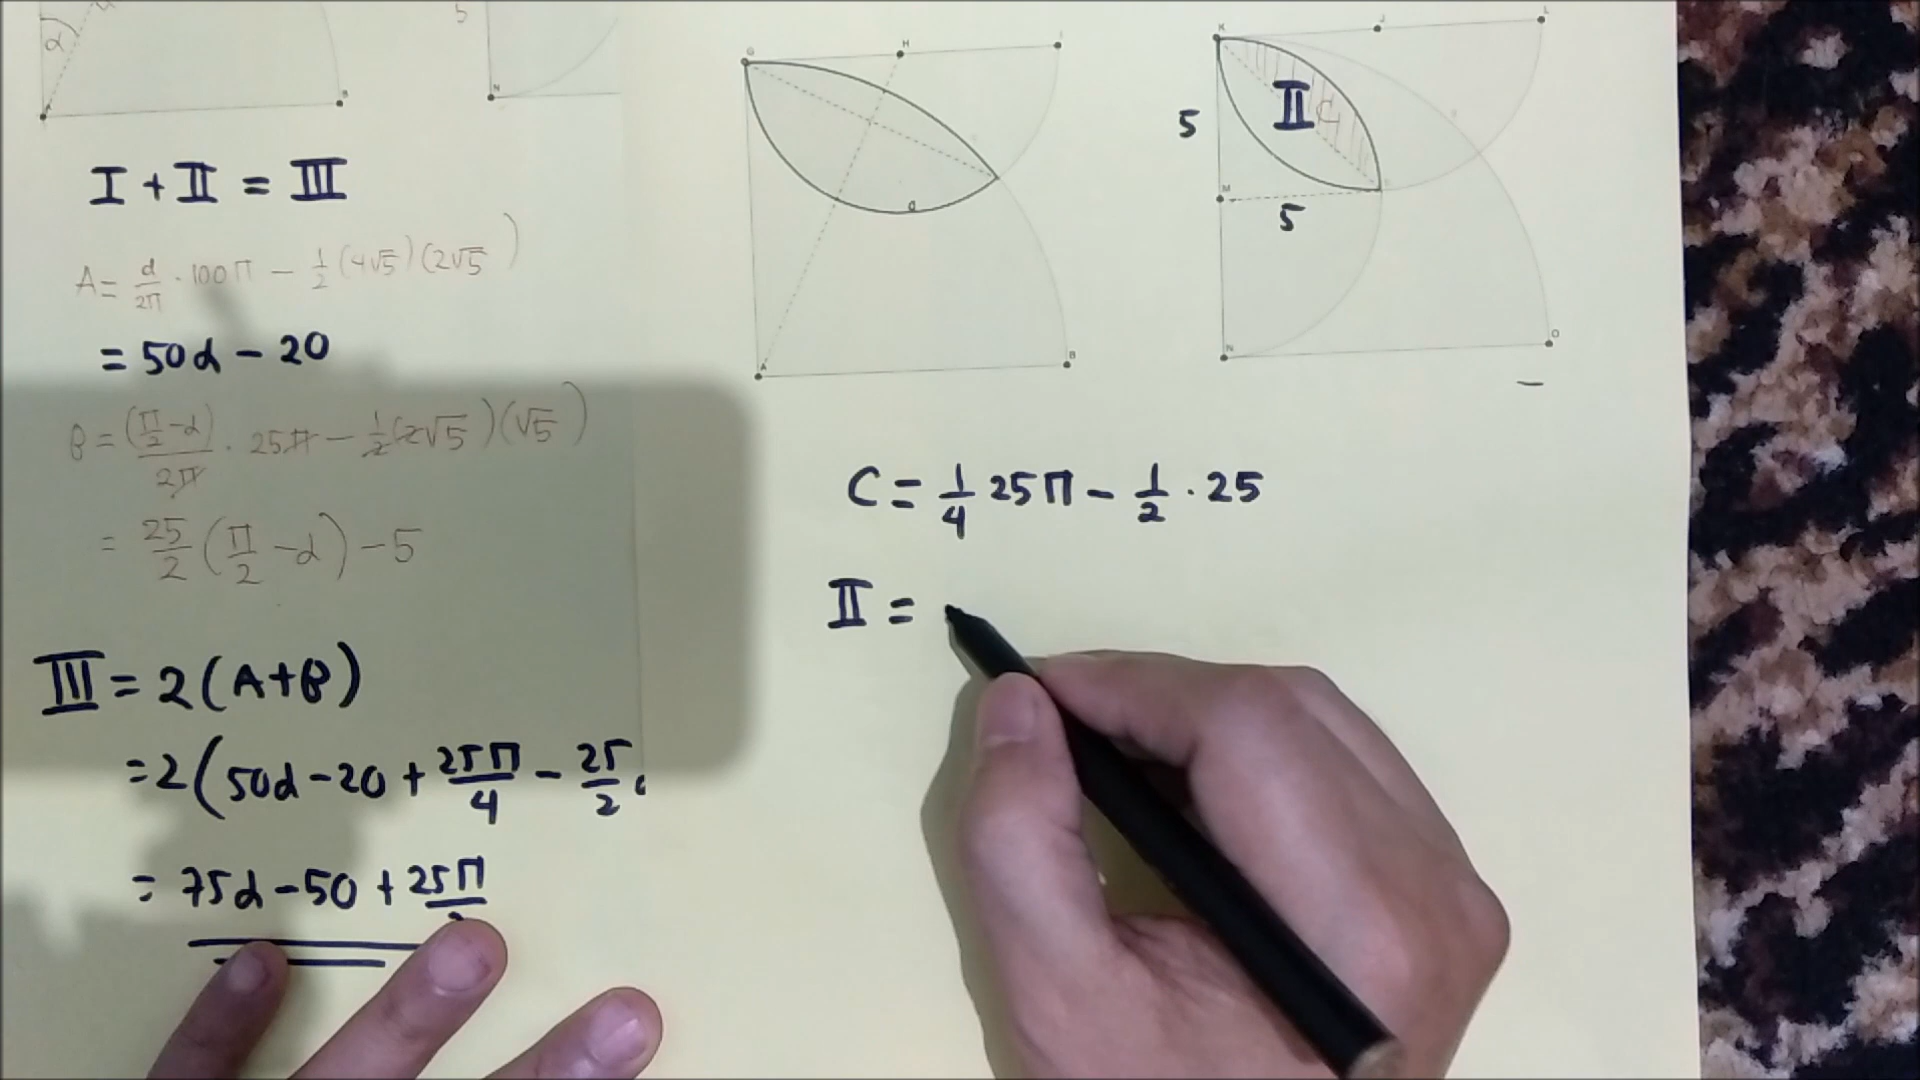 α
5
A
B
N
I + II = III
A = α/2π · 100π − 1/2 (4√5)(2√5)
= 50α − 20
B = (π/2 − α)/2π · 25π − 1/2 (2√5)(√5)
= 25/2 (π/2 − α) − 5
III = 2(A+B)
= 2(50α − 20 + 25π/4 − 25/2
= 75α − 50 + 25π
G
H
I
A
B
K
J
L
II C
5
M
5
N
O
C = 1/4 25π − 1/2 · 25
II =